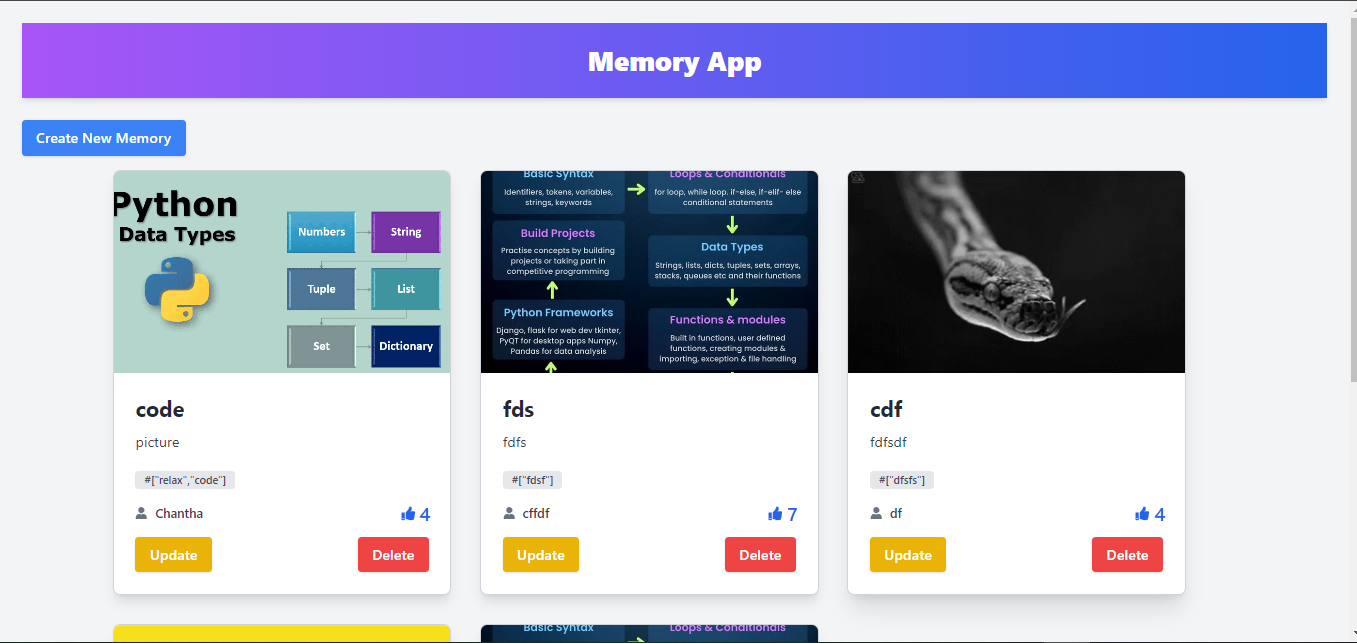 Memory App
Create New Memory
Python
Data Types
Numbers
String
Tuple
List
Set
Dictionary
code
picture
#["relax","code"]
Chantha
4
Update
Delete
Basic Syntax
Identifiers, tokens, variables,
strings, keywords
Loops & Conditionals
for loop, while loop. if-else, if-elif- else
conditional statements
Build Projects
Practise concepts by building
projects or taking part in
competitive programming
Data Types
Strings, lists, dicts, tuples, sets, arrays,
stacks, queues etc and their functions
Python Frameworks
Django, flask for web dev tkinter,
PyQT for desktop apps Numpy,
Pandas for data analysis
Functions & modules
Built in functions, user defined
functions, creating modules &
importing, exception & file handling
fds
fdfs
#["fdsf"]
cffdf
7
Update
Delete
cdf
fdfsdf
#["dfsfs"]
df
4
Update
Delete
Basic Syntax
Loops & Conditionals